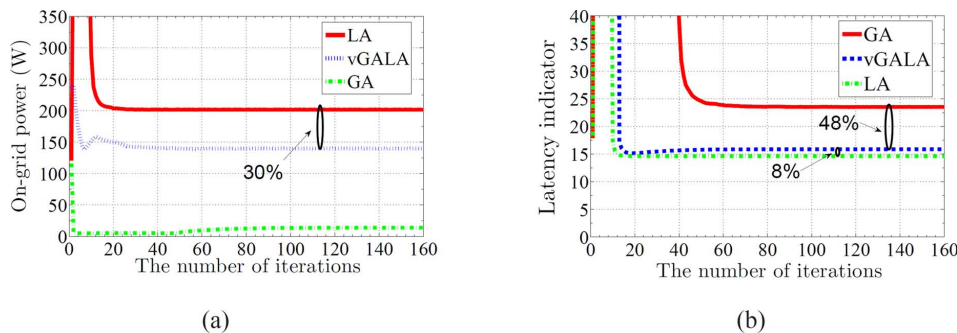 On-grid power (W)
350
300
250
200
150
100
50
0
LA
vGALA
GA
30%
0 20 40 60 80 100 120 140 160
The number of iterations
(a)
Latency indicator
40
35
30
25
20
15
10
5
0
GA
vGALA
LA
48%
8%
0 20 40 60 80 100 120 140 160
The number of iterations
(b)